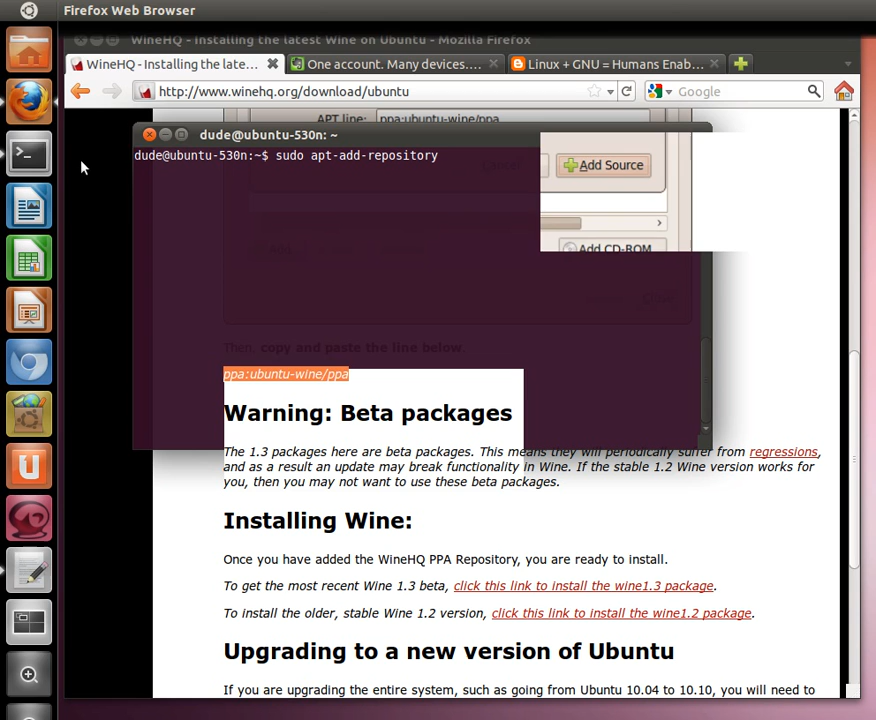 Firefox Web Browser
WineHQ - Installing the latest Wine on Ubuntu - Mozilla Firefox
WineHQ - Installing the late...
One account. Many devices....
Linux + GNU = Humans Enab...
http://www.winehq.org/download/ubuntu
Google
APT line: ppa:ubuntu-wine/ppa
dude@ubuntu-530n: ~
dude@ubuntu-530n:~$ sudo apt-add-repository
Cancel
Add Source
Add CD-ROM
Close
Then, copy and paste the line below.
ppa:ubuntu-wine/ppa
Warning: Beta packages
The 1.3 packages here are beta packages. This means they will periodically suffer from regressions,
and as a result an update may break functionality in Wine. If the stable 1.2 Wine version works for
you, then you may not want to use these beta packages.
Installing Wine:
Once you have added the WineHQ PPA Repository, you are ready to install.
To get the most recent Wine 1.3 beta, click this link to install the wine1.3 package.
To install the older, stable Wine 1.2 version, click this link to install the wine1.2 package.
Upgrading to a new version of Ubuntu
If you are upgrading the entire system, such as going from Ubuntu 10.04 to 10.10, you will need to